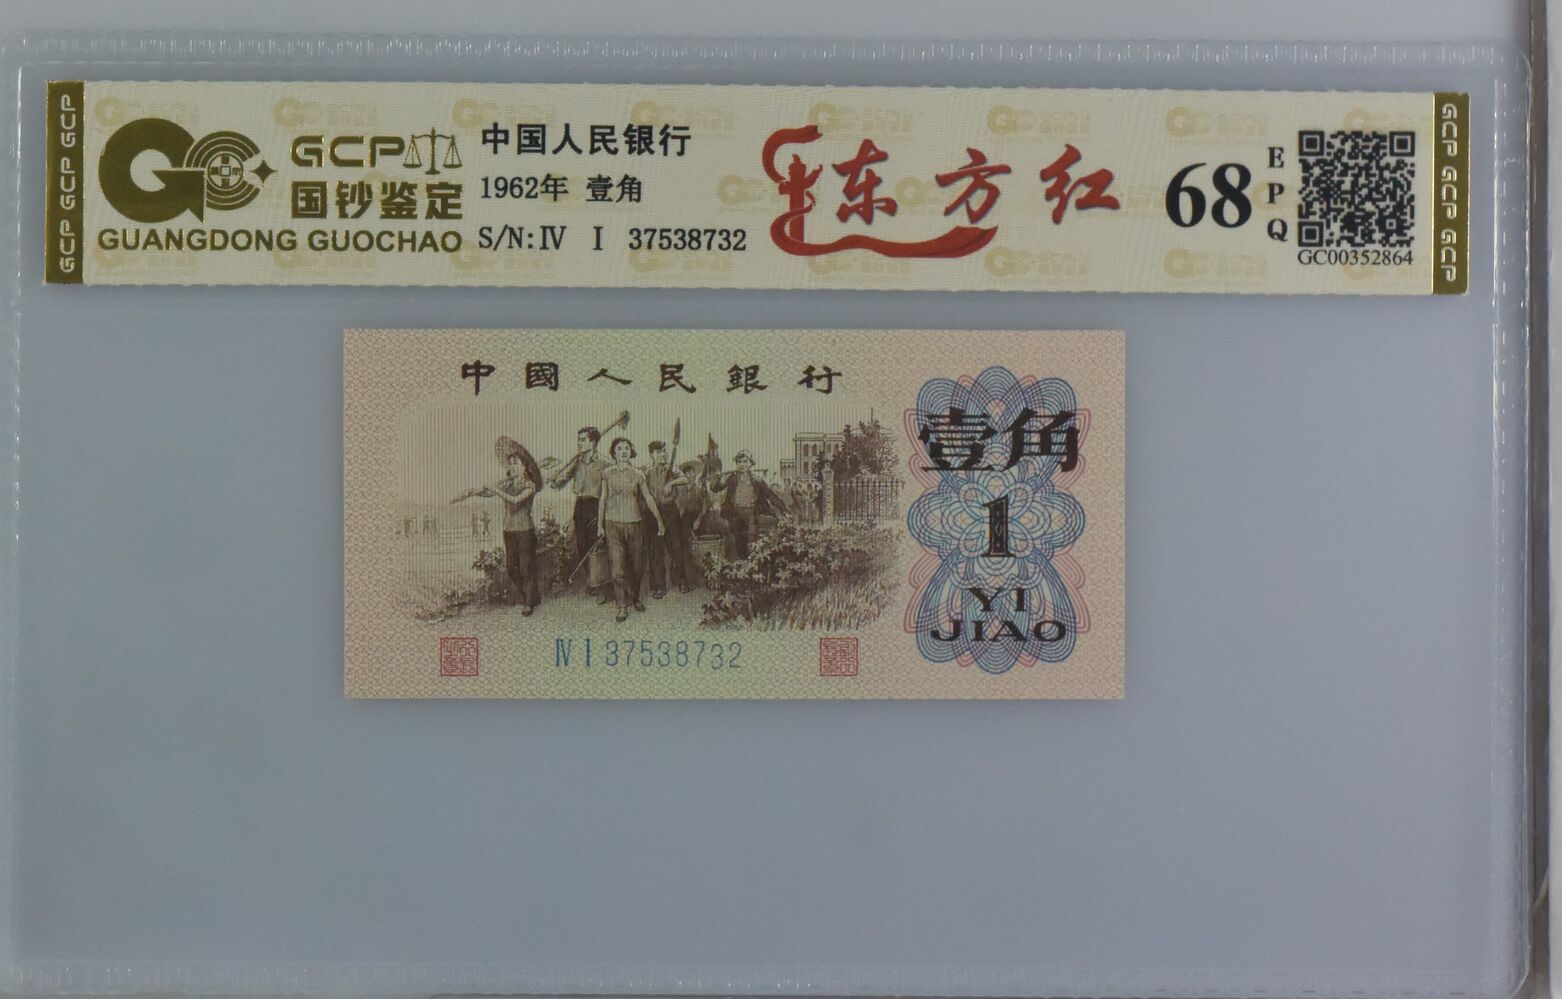 GCP GCP GCP
GCP
国钞鉴定
GUANGDONG GUOCHAO
中国人民银行
1962年 壹角
S/N:Ⅳ Ⅰ 37538732
东方红
68
EPQ
GC00352864
GCP GCP GCP
中國人民銀行
壹角
1
YI
JIAO
Ⅳ Ⅰ 37538732